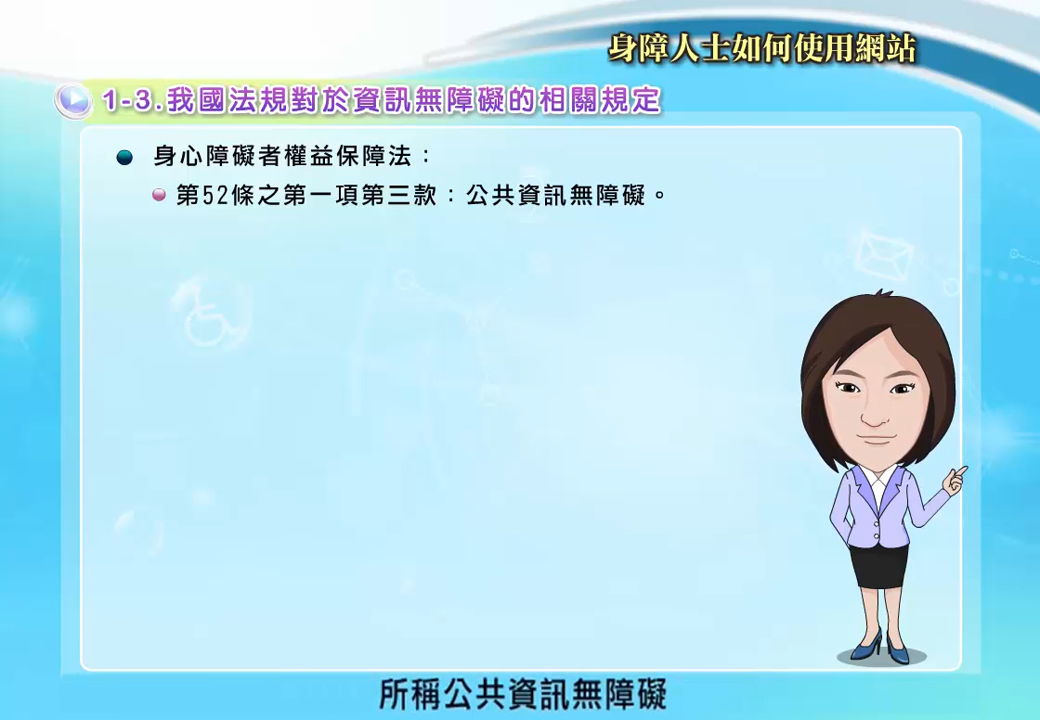 身障人士如何使用網站
1-3.我國法規對於資訊無障礙的相關規定
身心障礙者權益保障法：
第52條之第一項第三款：公共資訊無障礙。
所稱公共資訊無障礙